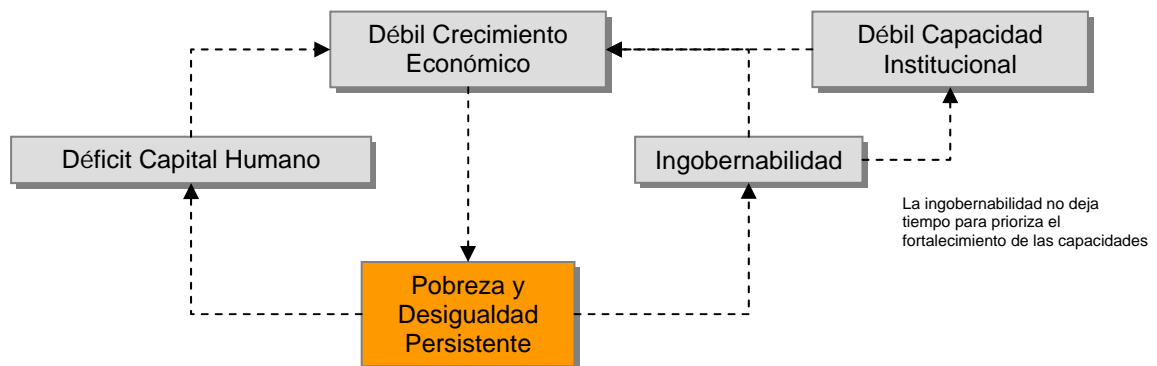 Débil Crecimiento
Económico
Débil Capacidad
Institucional
Déficit Capital Humano
Ingobernabilidad
La ingobernabilidad no deja
tiempo para prioriza el
fortalecimiento de las capacidades
Pobreza y
Desigualdad
Persistente